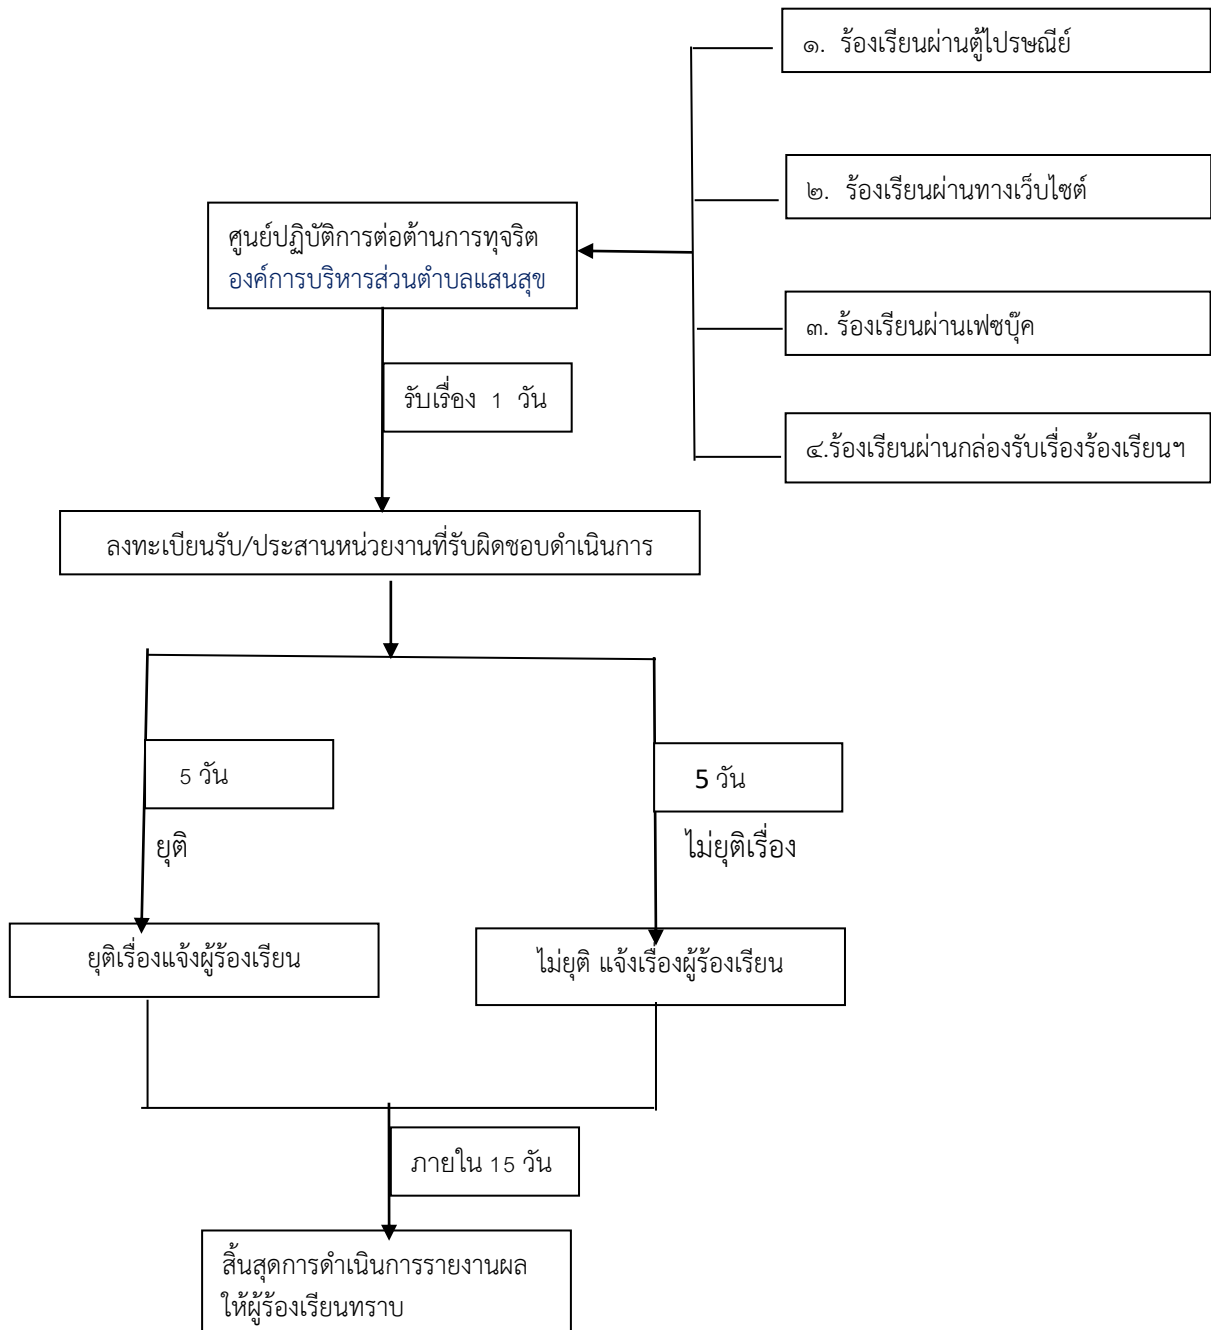 ๑. ร้องเรียนผ่านตู้ไปรษณีย์
๒. ร้องเรียนผ่านทางเว็บไซต์
ศูนย์ปฏิบัติการต่อต้านการทุจริต
องค์การบริหารส่วนตำบลแสนสุข
๓. ร้องเรียนผ่านเฟซบุ๊ค
รับเรื่อง 1 วัน
๔.ร้องเรียนผ่านกล่องรับเรื่องร้องเรียนฯ
ลงทะเบียนรับ/ประสานหน่วยงานที่รับผิดชอบดำเนินการ
5 วัน
5 วัน
ยุติ
ไม่ยุติเรื่อง
ยุติเรื่องแจ้งผู้ร้องเรียน
ไม่ยุติ แจ้งเรื่องผู้ร้องเรียน
ภายใน 15 วัน
สิ้นสุดการดำเนินการรายงานผล
ให้ผู้ร้องเรียนทราบ